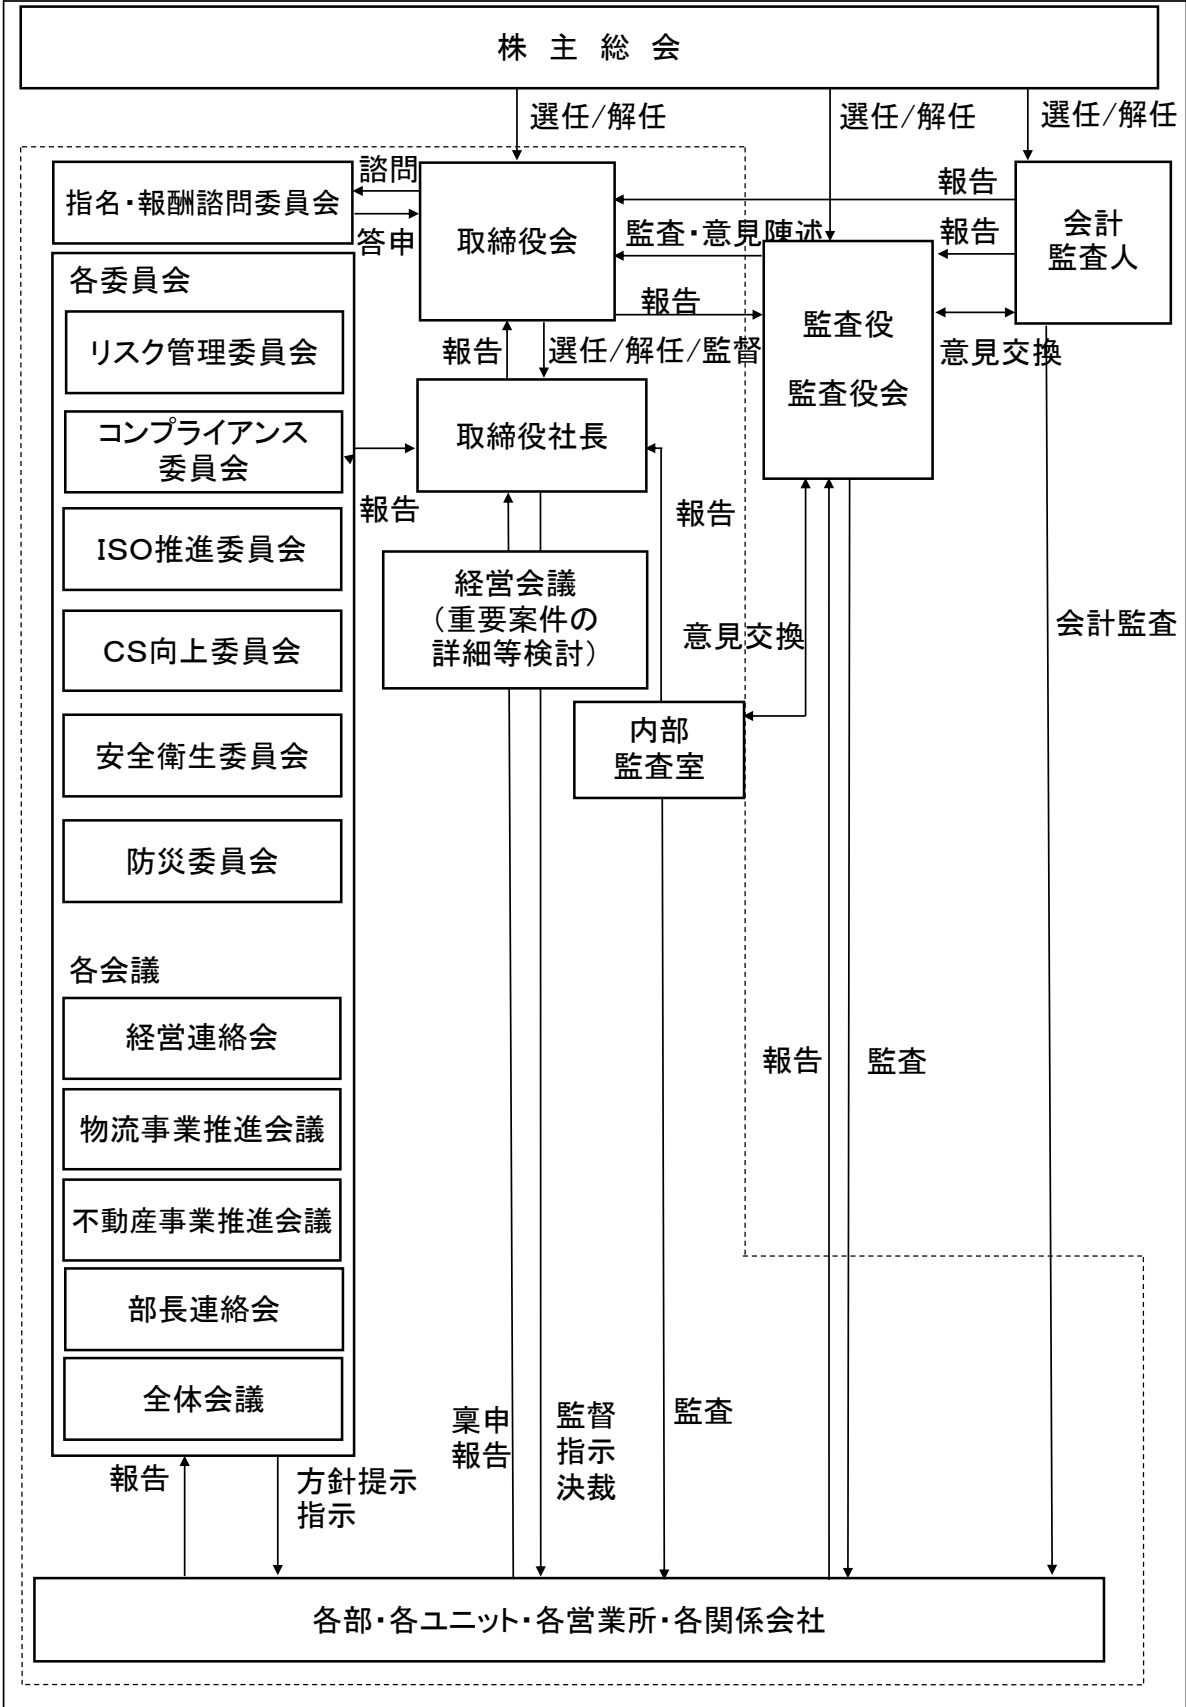 株 主 総 会
選任/解任
選任/解任
選任/解任
指名・報酬諮問委員会
諮問
答申
取締役会
報告
監査・意見陳述
報告
会計
監査人
報告
監査役
監査役会
意見交換
各委員会
リスク管理委員会
コンプライアンス
委員会
ISO推進委員会
CS向上委員会
安全衛生委員会
防災委員会
報告
選任/解任/監督
取締役社長
報告
報告
経営会議
（重要案件の
詳細等検討）
意見交換
会計監査
内部
監査室
各会議
経営連絡会
物流事業推進会議
不動産事業推進会議
部長連絡会
全体会議
報告
監査
稟申
報告
監督
指示
決裁
監査
報告
方針提示
指示
各部・各ユニット・各営業所・各関係会社